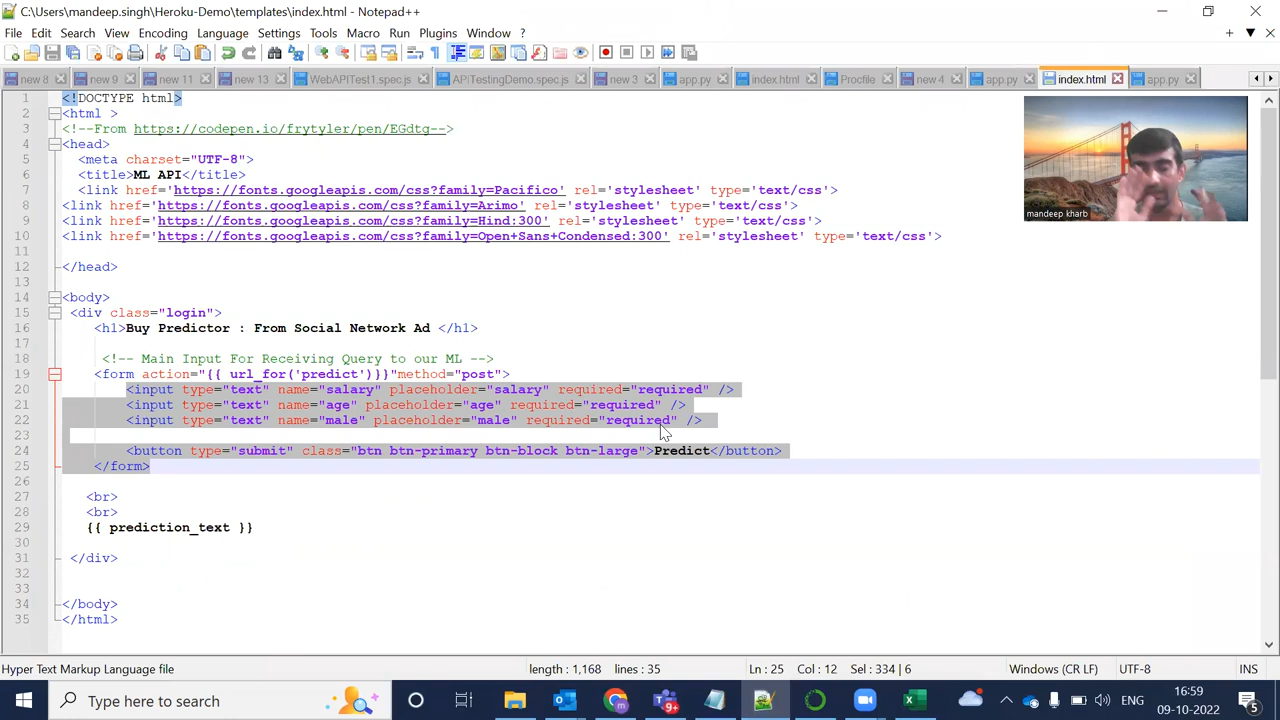 C:\Users\mandeep.singh\Heroku-Demo\templates\index.html - Notepad++
File Edit Search View Encoding Language Settings Tools Macro Run Plugins Window ?
new 8 new 9 new 11 new 13 WebAPITest1.spec.js APITestingDemo.spec.js new 3 app.py index.html Procfile new 4 app.py index.html app.py
1 <!DOCTYPE html>
2 <html >
3 <!--From https://codepen.io/frytyler/pen/EGdtg-->
4 <head>
5 <meta charset="UTF-8">
6 <title>ML API</title>
7 <link href='https://fonts.googleapis.com/css?family=Pacifico' rel='stylesheet' type='text/css'>
8 <link href='https://fonts.googleapis.com/css?family=Arimo' rel='stylesheet' type='text/css'>
9 <link href='https://fonts.googleapis.com/css?family=Hind:300' rel='stylesheet' type='text/css'>
10 <link href='https://fonts.googleapis.com/css?family=Open+Sans+Condensed:300' rel='stylesheet' type='text/css'>
11
12 </head>
13
14 <body>
15 <div class="login">
16 <h1>Buy Predictor : From Social Network Ad </h1>
17
18 <!-- Main Input For Receiving Query to our ML -->
19 <form action="{{ url_for('predict')}}"method="post">
20 <input type="text" name="salary" placeholder="salary" required="required" />
21 <input type="text" name="age" placeholder="age" required="required" />
22 <input type="text" name="male" placeholder="male" required="required" />
23
24 <button type="submit" class="btn btn-primary btn-block btn-large">Predict</button>
25 </form>
26
27 <br>
28 <br>
29 {{ prediction_text }}
30
31 </div>
32
33
34 </body>
35 </html>
mandeep kharb
Hyper Text Markup Language file length : 1,168 lines : 35 Ln : 25 Col : 12 Sel : 334 | 6 Windows (CR LF) UTF-8 INS
Type here to search 9+ ENG 16:59
09-10-2022 5